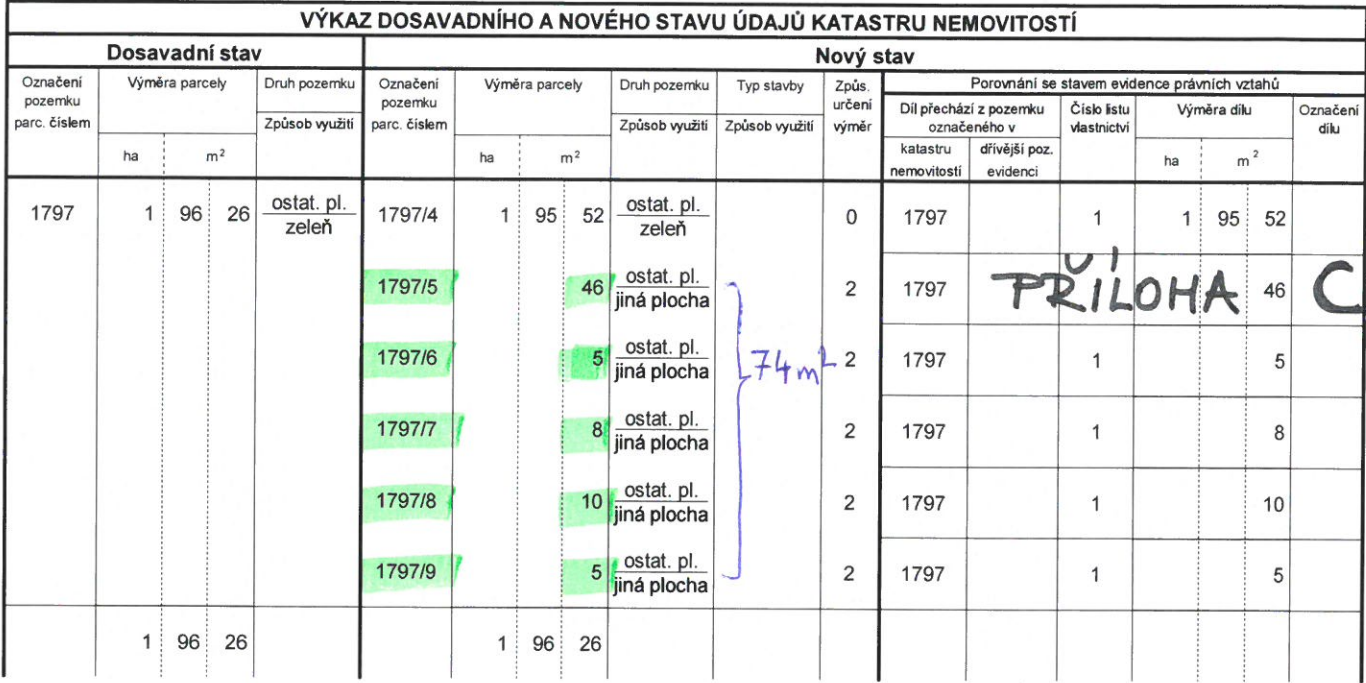 VÝKAZ DOSAVADNÍHO A NOVÉHO STAVU ÚDAJŮ KATASTRU NEMOVITOSTÍ
Dosavadní stav Nový stav
Označení pozemku parc. číslem Výměra parcely Druh pozemku Označení pozemku parc. číslem Výměra parcely Druh pozemku Typ stavby Způs. určení výměr Porovnání se stavem evidence právních vztahů
Způsob využití Způsob využití Způsob využití Díl přechází z pozemku označeného v Číslo listu vlastnictví Výměra dílu Označení dílu
ha m² ha m² katastru nemovitostí dřívější poz. evidenci ha m²
1797 1 96 26 ostat. pl. zeleň 1797/4 1 95 52 ostat. pl. zeleň 0 1797 1 1 95 52
1797/5 46 ostat. pl. jiná plocha 2 1797 PŘÍLOHA 46 C
1797/6 5 ostat. pl. jiná plocha 74 m² 2 1797 1 5
1797/7 8 ostat. pl. jiná plocha 2 1797 1 8
1797/8 10 ostat. pl. jiná plocha 2 1797 1 10
1797/9 5 ostat. pl. jiná plocha 2 1797 1 5
1 96 26 1 96 26